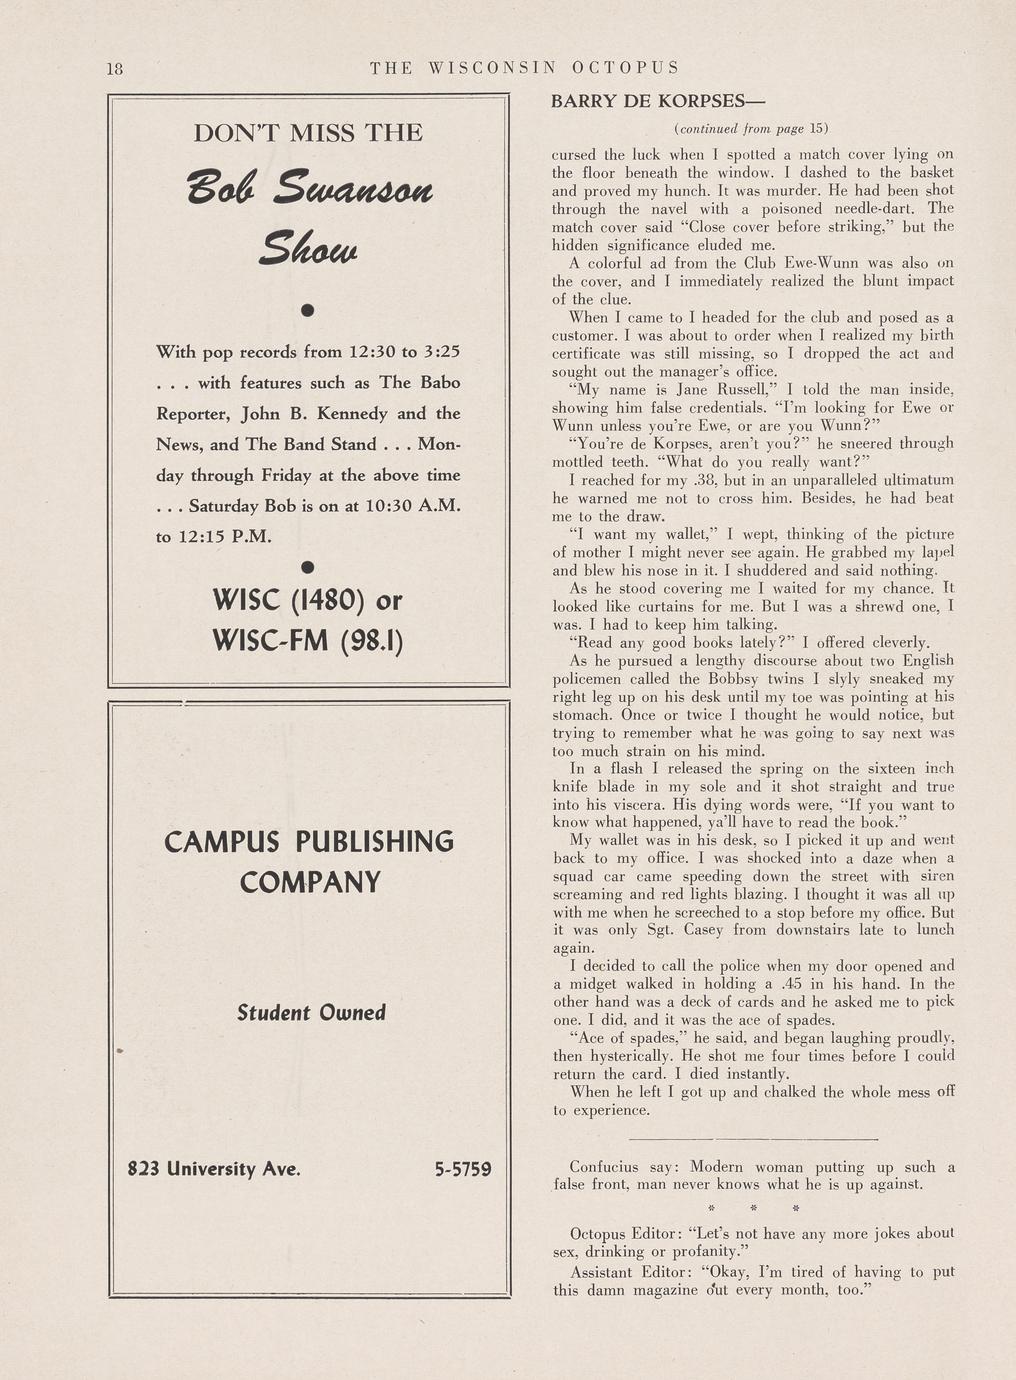 18
THE WISCONSIN OCTOPUS
DON'T MISS THE
Bob Swanson
Show
With pop records from 12:30 to 3:25
. . . with features such as The Babo
Reporter, John B. Kennedy and the
News, and The Band Stand . . . Mon-
day through Friday at the above time
. . . Saturday Bob is on at 10:30 A.M.
to 12:15 P.M.
WISC (1480) or
WISC-FM (98.1)
CAMPUS PUBLISHING
COMPANY
Student Owned
823 University Ave. 5-5759
BARRY DE KORPSES—
(continued from page 15)
cursed the luck when I spotted a match cover lying on
the floor beneath the window. I dashed to the basket
and proved my hunch. It was murder. He had been shot
through the navel with a poisoned needle-dart. The
match cover said “Close cover before striking,” but the
hidden significance eluded me.
A colorful ad from the Club Ewe-Wunn was also on
the cover, and I immediately realized the blunt impact
of the clue.
When I came to I headed for the club and posed as a
customer. I was about to order when I realized my birth
certificate was still missing, so I dropped the act and
sought out the manager's office.
“My name is Jane Russell,” I told the man inside,
showing him false credentials. “I'm looking for Ewe or
Wunn unless you're Ewe, or are you Wunn?”
“You're de Korpses, aren't you?” he sneered through
mottled teeth. “What do you really want?”
I reached for my .38, but in an unparalleled ultimatum
he warned me not to cross him. Besides, he had beat
me to the draw.
“I want my wallet,” I wept, thinking of the picture
of mother I might never see again. He grabbed my lapel
and blew his nose in it. I shuddered and said nothing.
As he stood covering me I waited for my chance. It
looked like curtains for me. But I was a shrewd one, I
was. I had to keep him talking.
“Read any good books lately?” I offered cleverly.
As he pursued a lengthy discourse about two English
policemen called the Bobbsy twins I slyly sneaked my
right leg up on his desk until my toe was pointing at his
stomach. Once or twice I thought he would notice, but
trying to remember what he was going to say next was
too much strain on his mind.
In a flash I released the spring on the sixteen inch
knife blade in my sole and it shot straight and true
into his viscera. His dying words were, “If you want to
know what happened, ya'll have to read the book.”
My wallet was in his desk, so I picked it up and went
back to my office. I was shocked into a daze when a
squad car came speeding down the street with siren
screaming and red lights blazing. I thought it was all up
with me when he screeched to a stop before my office. But
it was only Sgt. Casey from downstairs late to lunch
again.
I decided to call the police when my door opened and
a midget walked in holding a .45 in his hand. In the
other hand was a deck of cards and he asked me to pick
one. I did, and it was the ace of spades.
“Ace of spades,” he said, and began laughing proudly,
then hysterically. He shot me four times before I could
return the card. I died instantly.
When he left I got up and chalked the whole mess off
to experience.
Confucius say: Modern woman putting up such a
false front, man never knows what he is up against.
* * *
Octopus Editor: “Let's not have any more jokes about
sex, drinking or profanity.”
Assistant Editor: “Okay, I'm tired of having to put
this damn magazine out every month, too.”